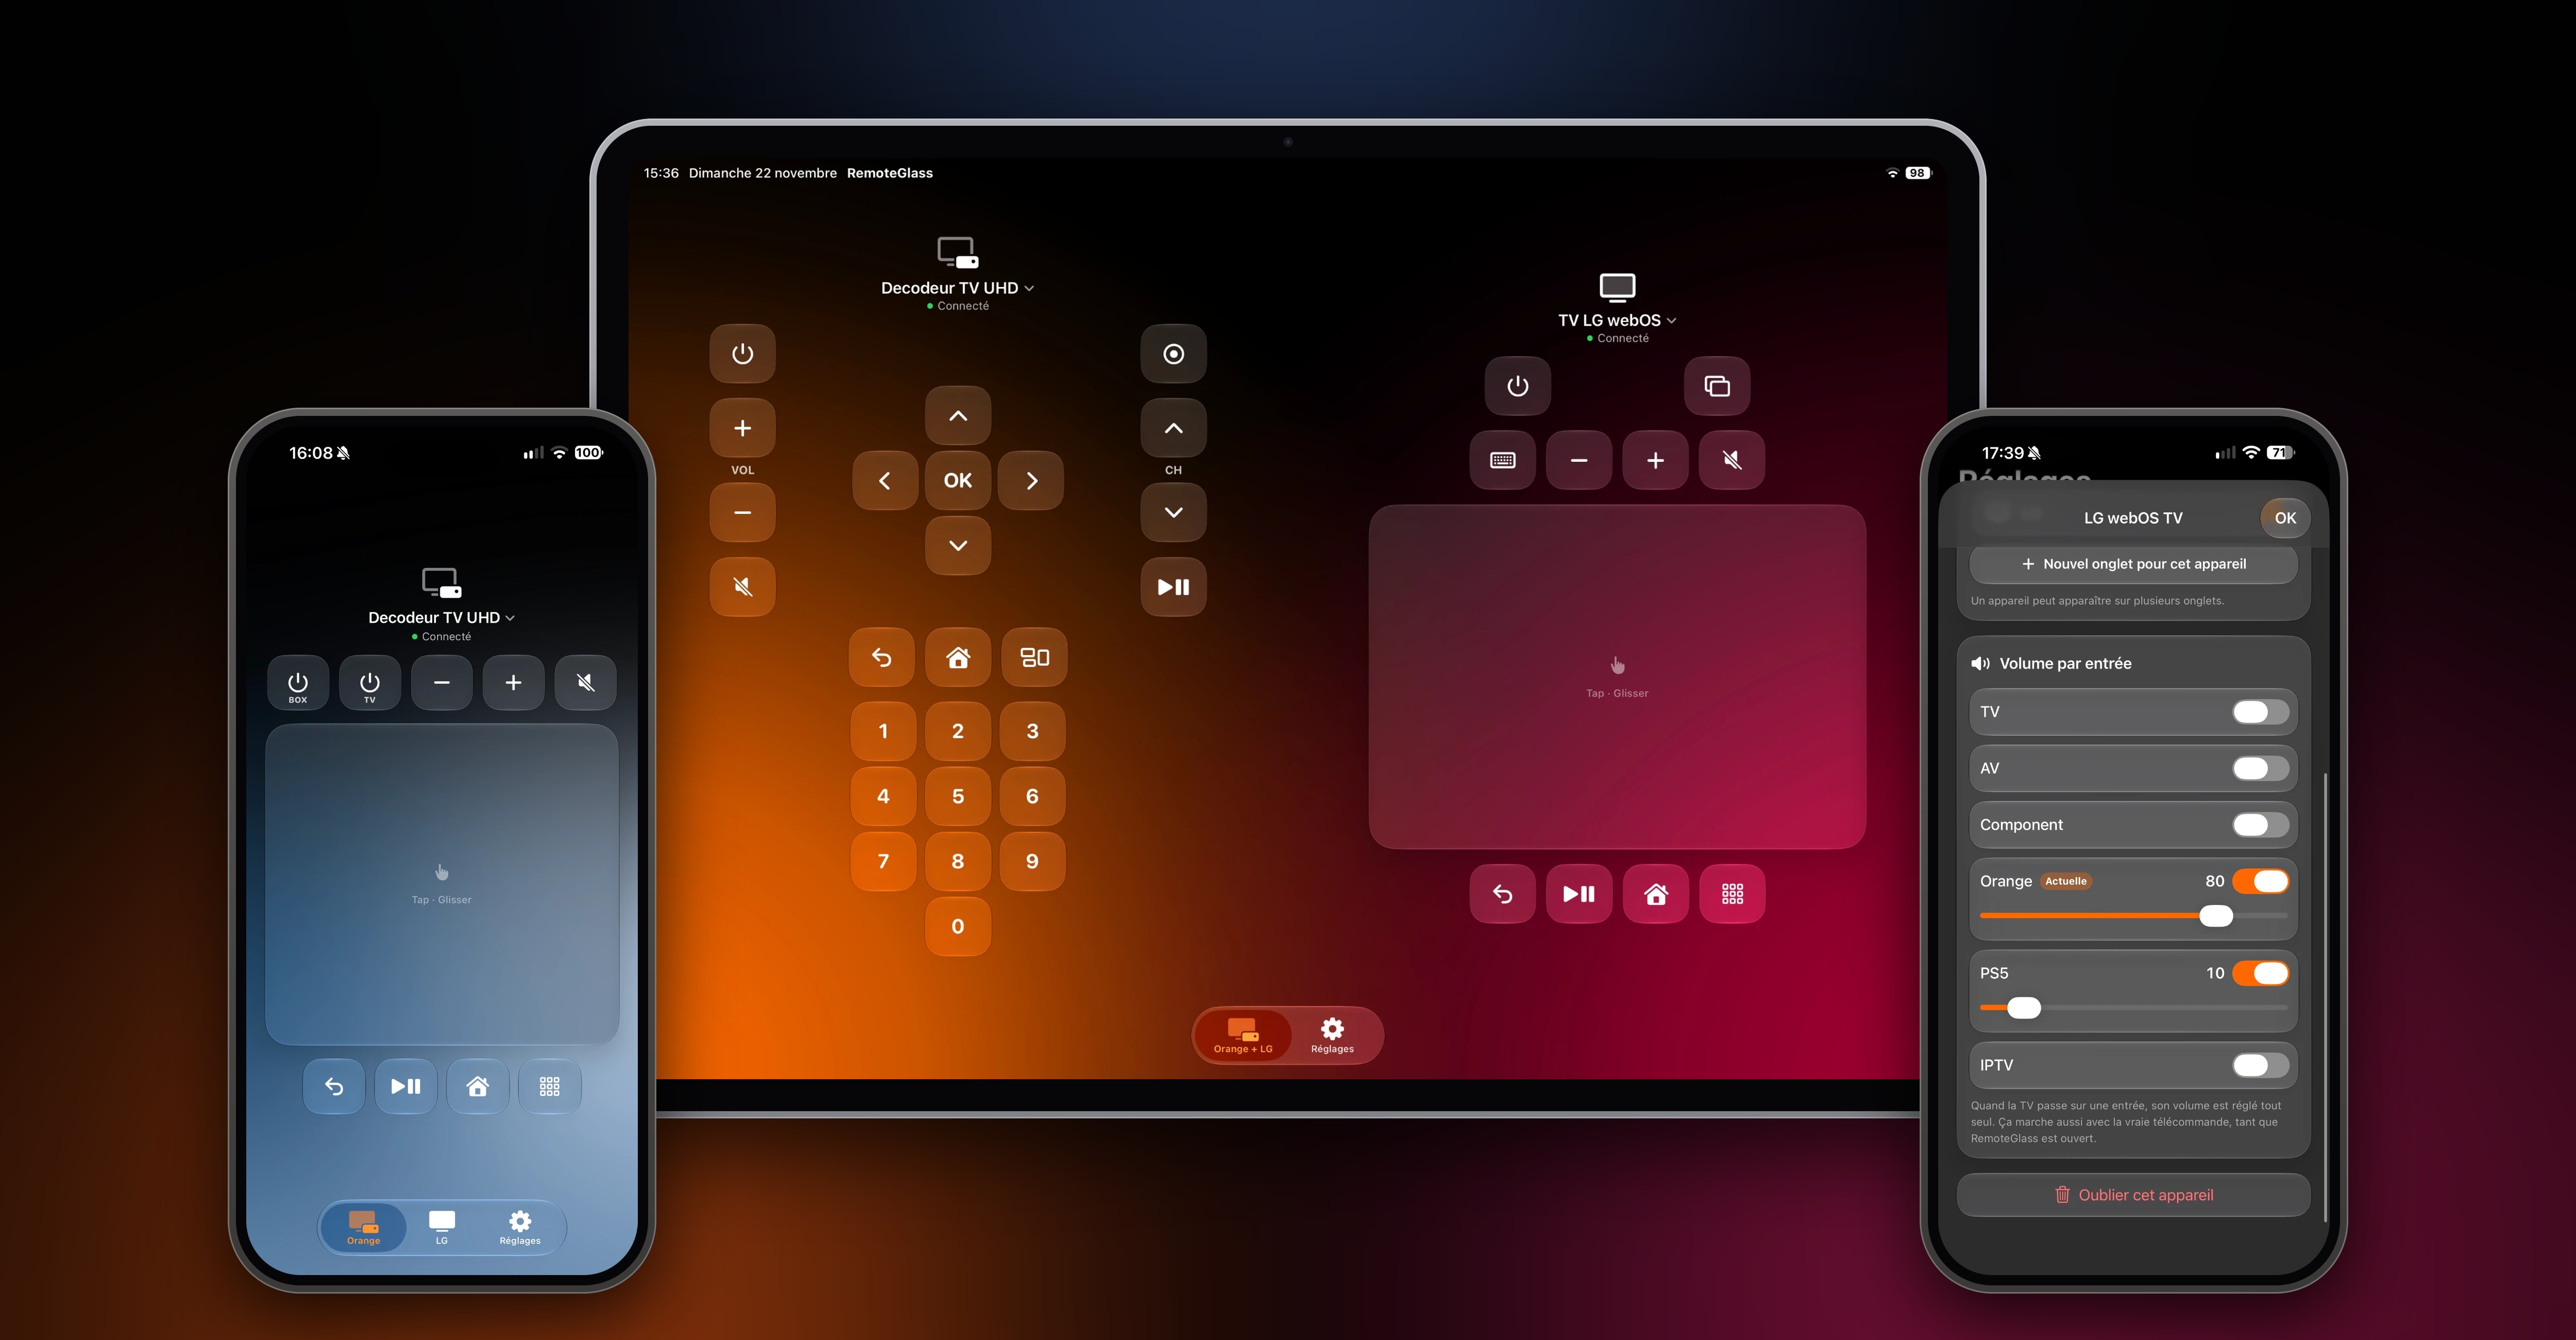 15:36 Dimanche 22 novembre RemoteGlass
98
Decodeur TV UHD
Connecté
VOL
CH
OK
1 2 3
4 5 6
7 8 9
0
TV LG webOS
Connecté
Tap · Glisser
Orange + LG
Réglages
16:08
100
Decodeur TV UHD
Connecté
BOX
TV
Tap · Glisser
Orange
LG
Réglages
17:39
71
Réglages
LG webOS TV
OK
Nouvel onglet pour cet appareil
Un appareil peut apparaître sur plusieurs onglets.
Volume par entrée
TV
AV
Component
Orange Actuelle 80
PS5 10
IPTV
Quand la TV passe sur une entrée, son volume est réglé tout
seul. Ça marche aussi avec la vraie télécommande, tant que
RemoteGlass est ouvert.
Oublier cet appareil